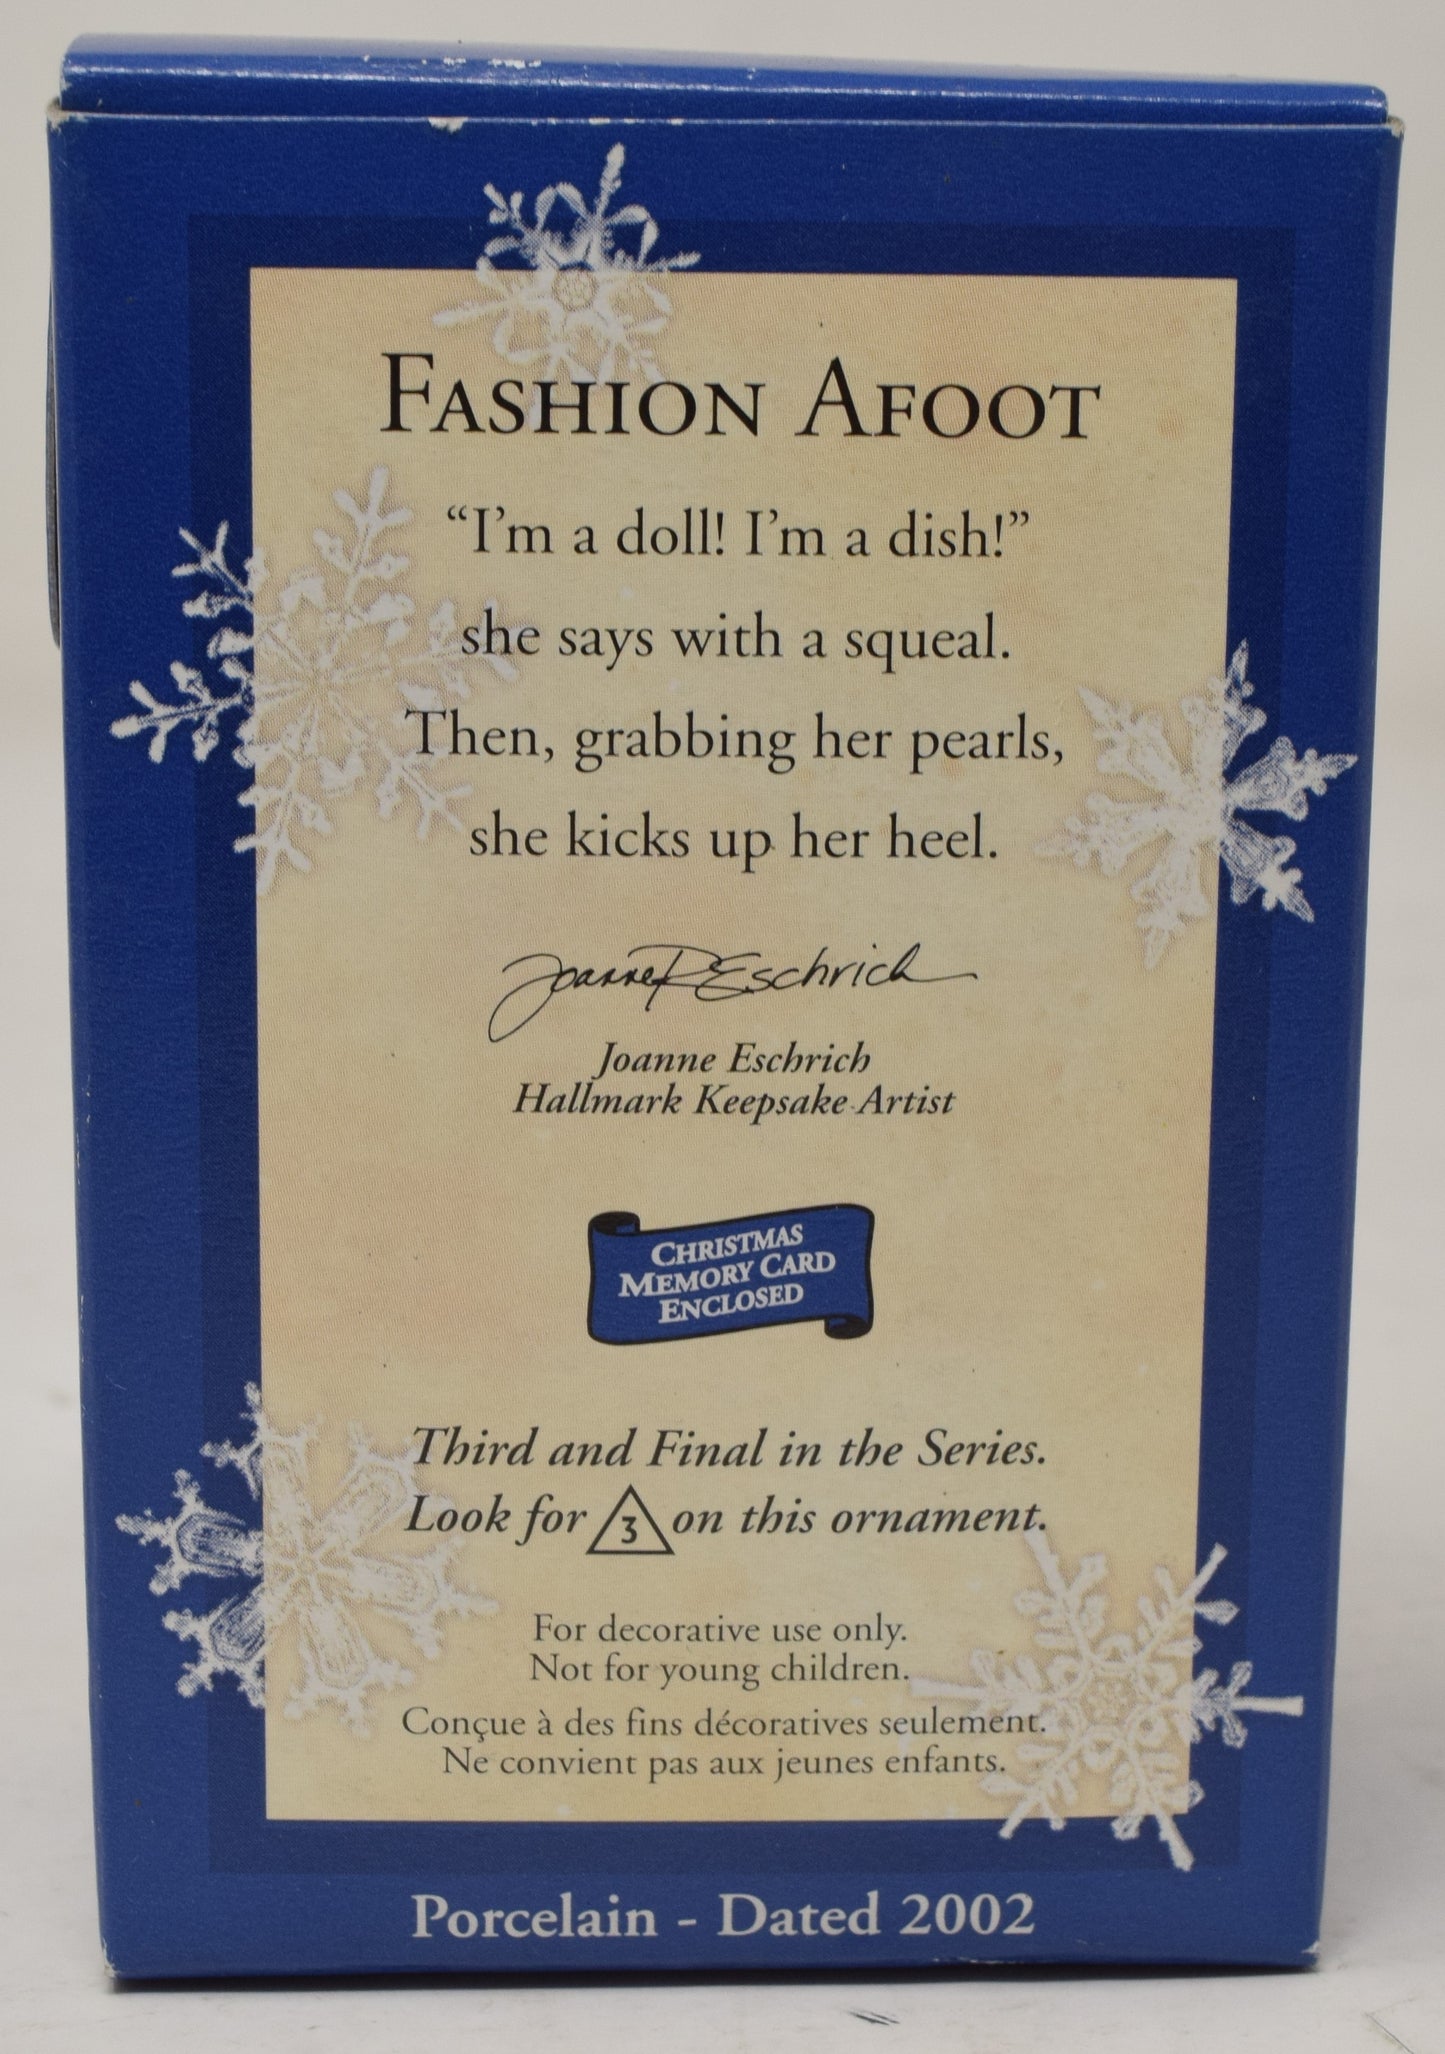 FASHION AFOOT
“I’m a doll! I’m a dish!”
she says with a squeal.
Then, grabbing her pearls,
she kicks up her heel.
Joanne R Eschrich
Joanne Eschrich
Hallmark Keepsake Artist
CHRISTMAS
MEMORY CARD
ENCLOSED
Third and Final in the Series.
Look for 3 on this ornament.
For decorative use only.
Not for young children.
Conçue à des fins décoratives seulement.
Ne convient pas aux jeunes enfants.
Porcelain - Dated 2002